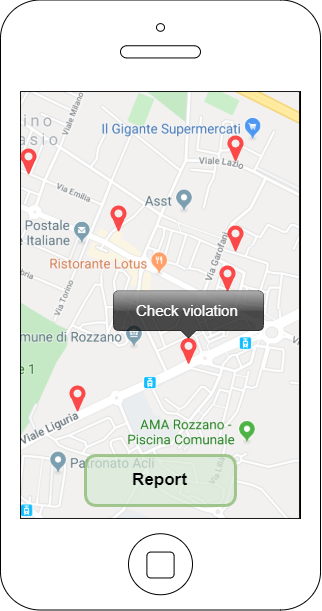 Viale Milano
ino
asio
Il Gigante Supermercati
Viale Lazio
Via Emilia
Asst
Postale
e Italiane
Via Garofani
Ristorante Lotus
Via Torino
Check violation
mune di Rozzano
e 1
Viale Liguria
AMA Rozzano -
Piscina Comunale
Patronato Acli
Report